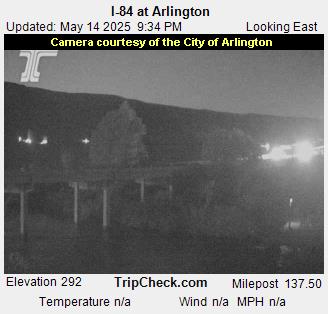 I-84 at Arlington
Updated: May 14 2025 9:34 PM Looking East
Camera courtesy of the City of Arlington
Elevation 292 TripCheck.com Milepost 137.50
Temperature n/a Wind n/a MPH n/a